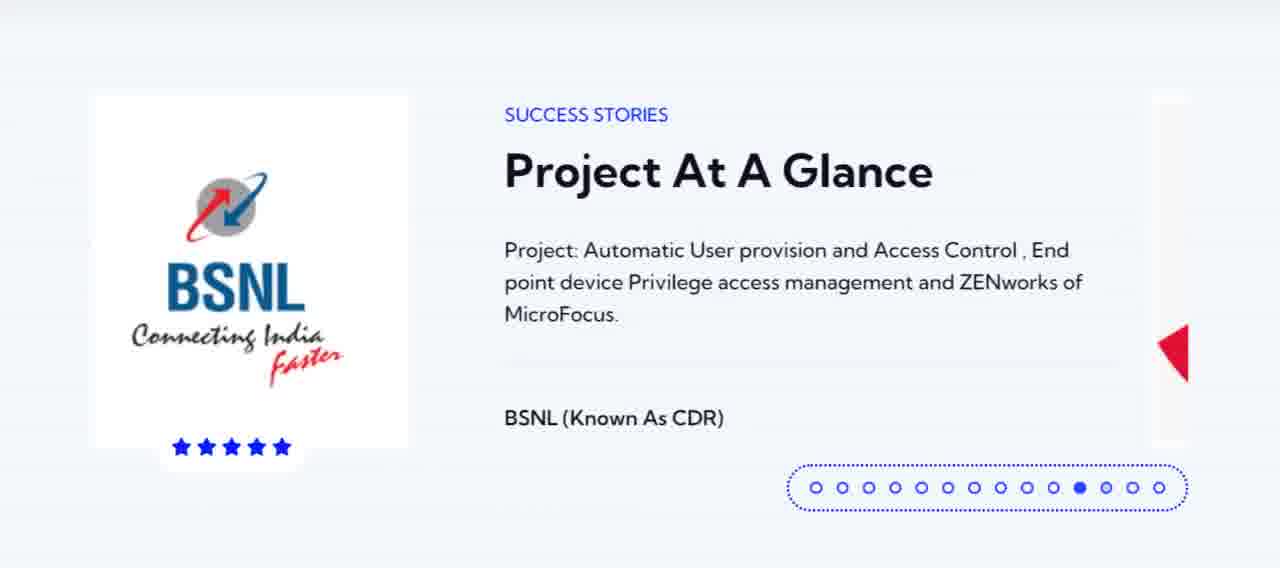 BSNL
Connecting India
Faster
SUCCESS STORIES
Project At A Glance
Project: Automatic User provision and Access Control , End
point device Privilege access management and ZENworks of
MicroFocus.
BSNL (Known As CDR)